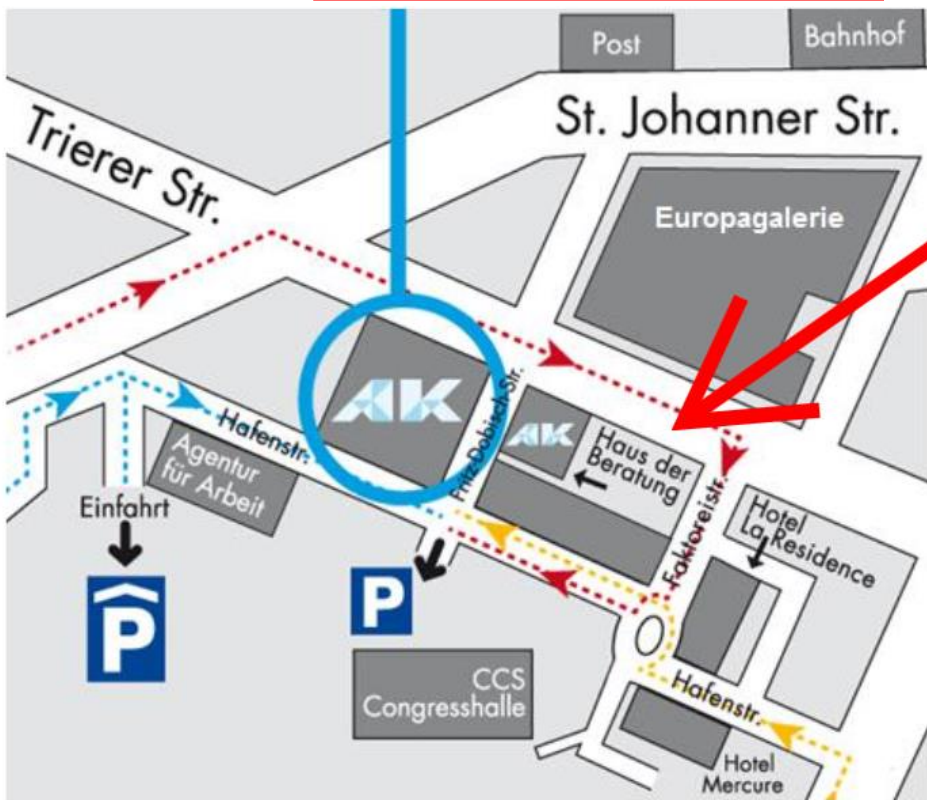 Post
Bahnhof
St. Johanner Str.
Trierer Str.
Europagalerie
AK
Fritz-Dobisch-Str.
AK
Haus der
Beratung
Hafenstr.
Agentur
für Arbeit
Einfahrt
P
P
Faktoreistr.
Hotel
La Residence
CCS
Congresshalle
Hafenstr.
Hotel
Mercure